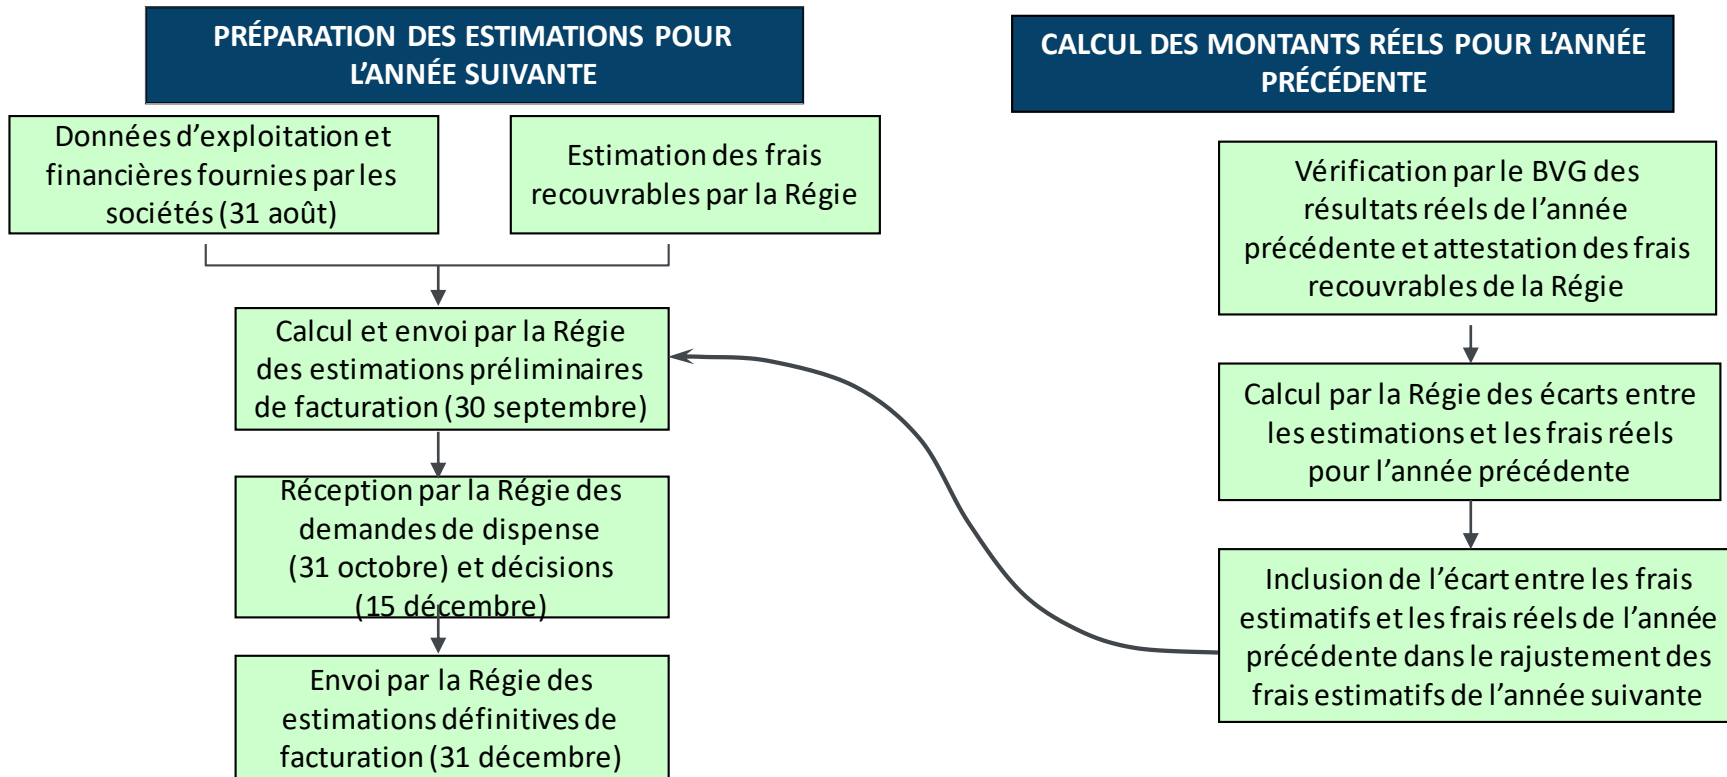 PRÉPARATION DES ESTIMATIONS POUR
L’ANNÉE SUIVANTE
Données d’exploitation et
financières fournies par les
sociétés (31 août)
Estimation des frais
recouvrables par la Régie
Calcul et envoi par la Régie
des estimations préliminaires
de facturation (30 septembre)
Réception par la Régie des
demandes de dispense
(31 octobre) et décisions
(15 décembre)
Envoi par la Régie des
estimations définitives de
facturation (31 décembre)
CALCUL DES MONTANTS RÉELS POUR L’ANNÉE
PRÉCÉDENTE
Vérification par le BVG des
résultats réels de l’année
précédente et attestation des frais
recouvrables de la Régie
Calcul par la Régie des écarts entre
les estimations et les frais réels
pour l’année précédente
Inclusion de l’écart entre les frais
estimatifs et les frais réels de l’année
précédente dans le rajustement des
frais estimatifs de l’année suivante